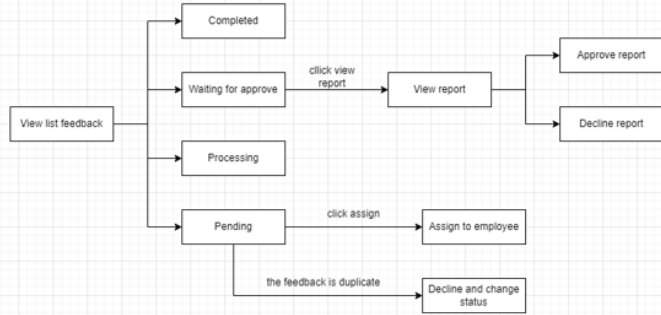 Completed
Approve report
cllick view
report
Waiting for approve
View report
View list feedback
Decline report
Processing
click assign
Pending
Assign to employee
the feedback is duplicate
Decline and change
status